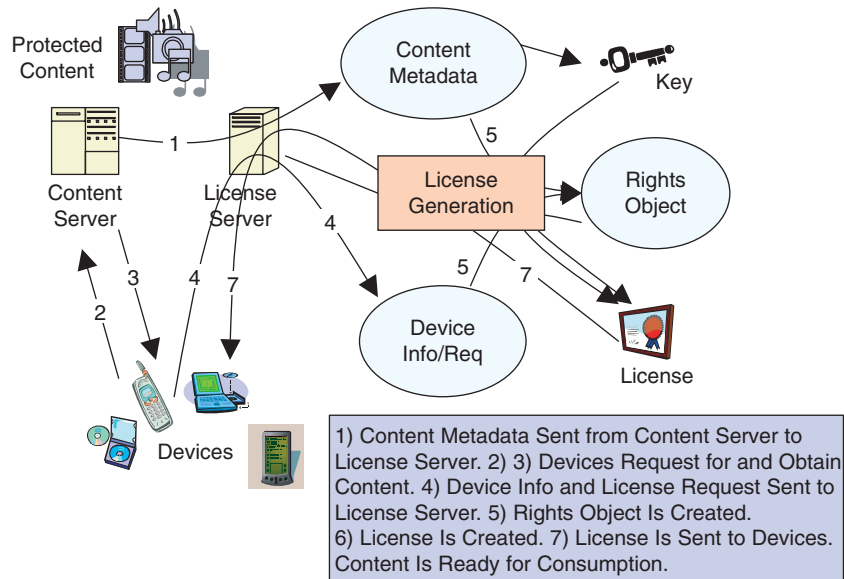 Protected
Content
Content
Metadata
Key
1
5
Content
Server
License
Server
License
Generation
Rights
Object
4
3
4
7
5
7
2
Device
Info/Req
License
Devices
1) Content Metadata Sent from Content Server to
License Server. 2) 3) Devices Request for and Obtain
Content. 4) Device Info and License Request Sent to
License Server. 5) Rights Object Is Created.
6) License Is Created. 7) License Is Sent to Devices.
Content Is Ready for Consumption.